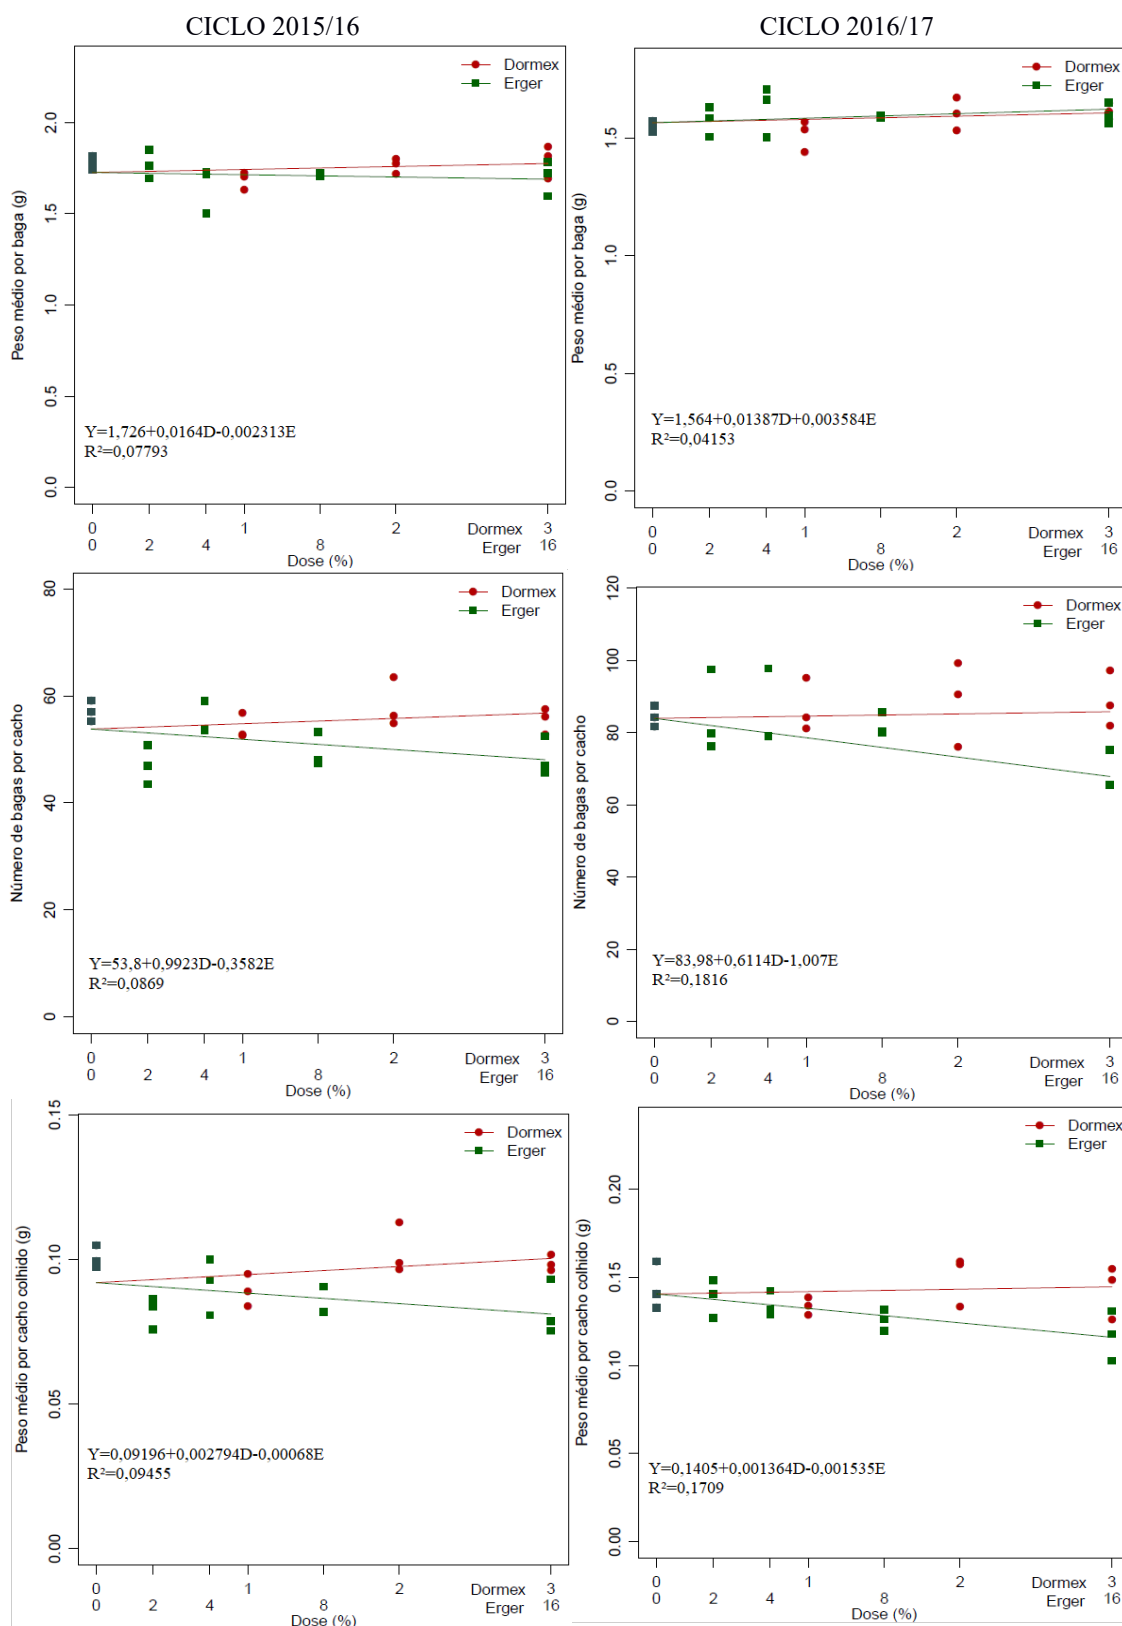 CICLO 2015/16
CICLO 2016/17
Dormex
Erger
Peso médio por baga (g)
2.0
1.5
1.0
0.5
0.0
Y=1,726+0,0164D-0,002313E
R²=0,07793
0 1 2 Dormex 3
0 2 4 8 Erger 16
Dose (%)
Dormex
Erger
Peso médio por baga (g)
1.5
1.0
0.5
0.0
Y=1,564+0,01387D+0,003584E
R²=0,04153
0 1 2 Dormex 3
0 2 4 8 Erger 16
Dose (%)
Dormex
Erger
Número de bagas por cacho
80
60
40
20
0
Y=53,8+0,9923D-0,3582E
R²=0,0869
0 1 2 Dormex 3
0 2 4 8 Erger 16
Dose (%)
Dormex
Erger
Número de bagas por cacho
120
100
80
60
40
20
0
Y=83,98+0,6114D-1,007E
R²=0,1816
0 1 2 Dormex 3
0 2 4 8 Erger 16
Dose (%)
Dormex
Erger
Peso médio por cacho colhido (g)
0.15
0.10
0.05
0.00
Y=0,09196+0,002794D-0,00068E
R²=0,09455
0 1 2 Dormex 3
0 2 4 8 Erger 16
Dose (%)
Dormex
Erger
Peso médio por cacho colhido (g)
0.20
0.15
0.10
0.05
0.00
Y=0,1405+0,001364D-0,001535E
R²=0,1709
0 1 2 Dormex 3
0 2 4 8 Erger 16
Dose (%)